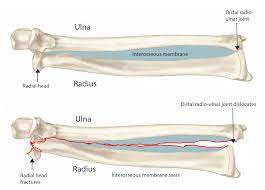 Ulna
Distal radio-
ulnar joint
Interosseous membrane
Radial head
Radius
Distal radio-ulnar joint dislocates
Ulna
Radial head
fractures
Radius
Interosseous membrane tears